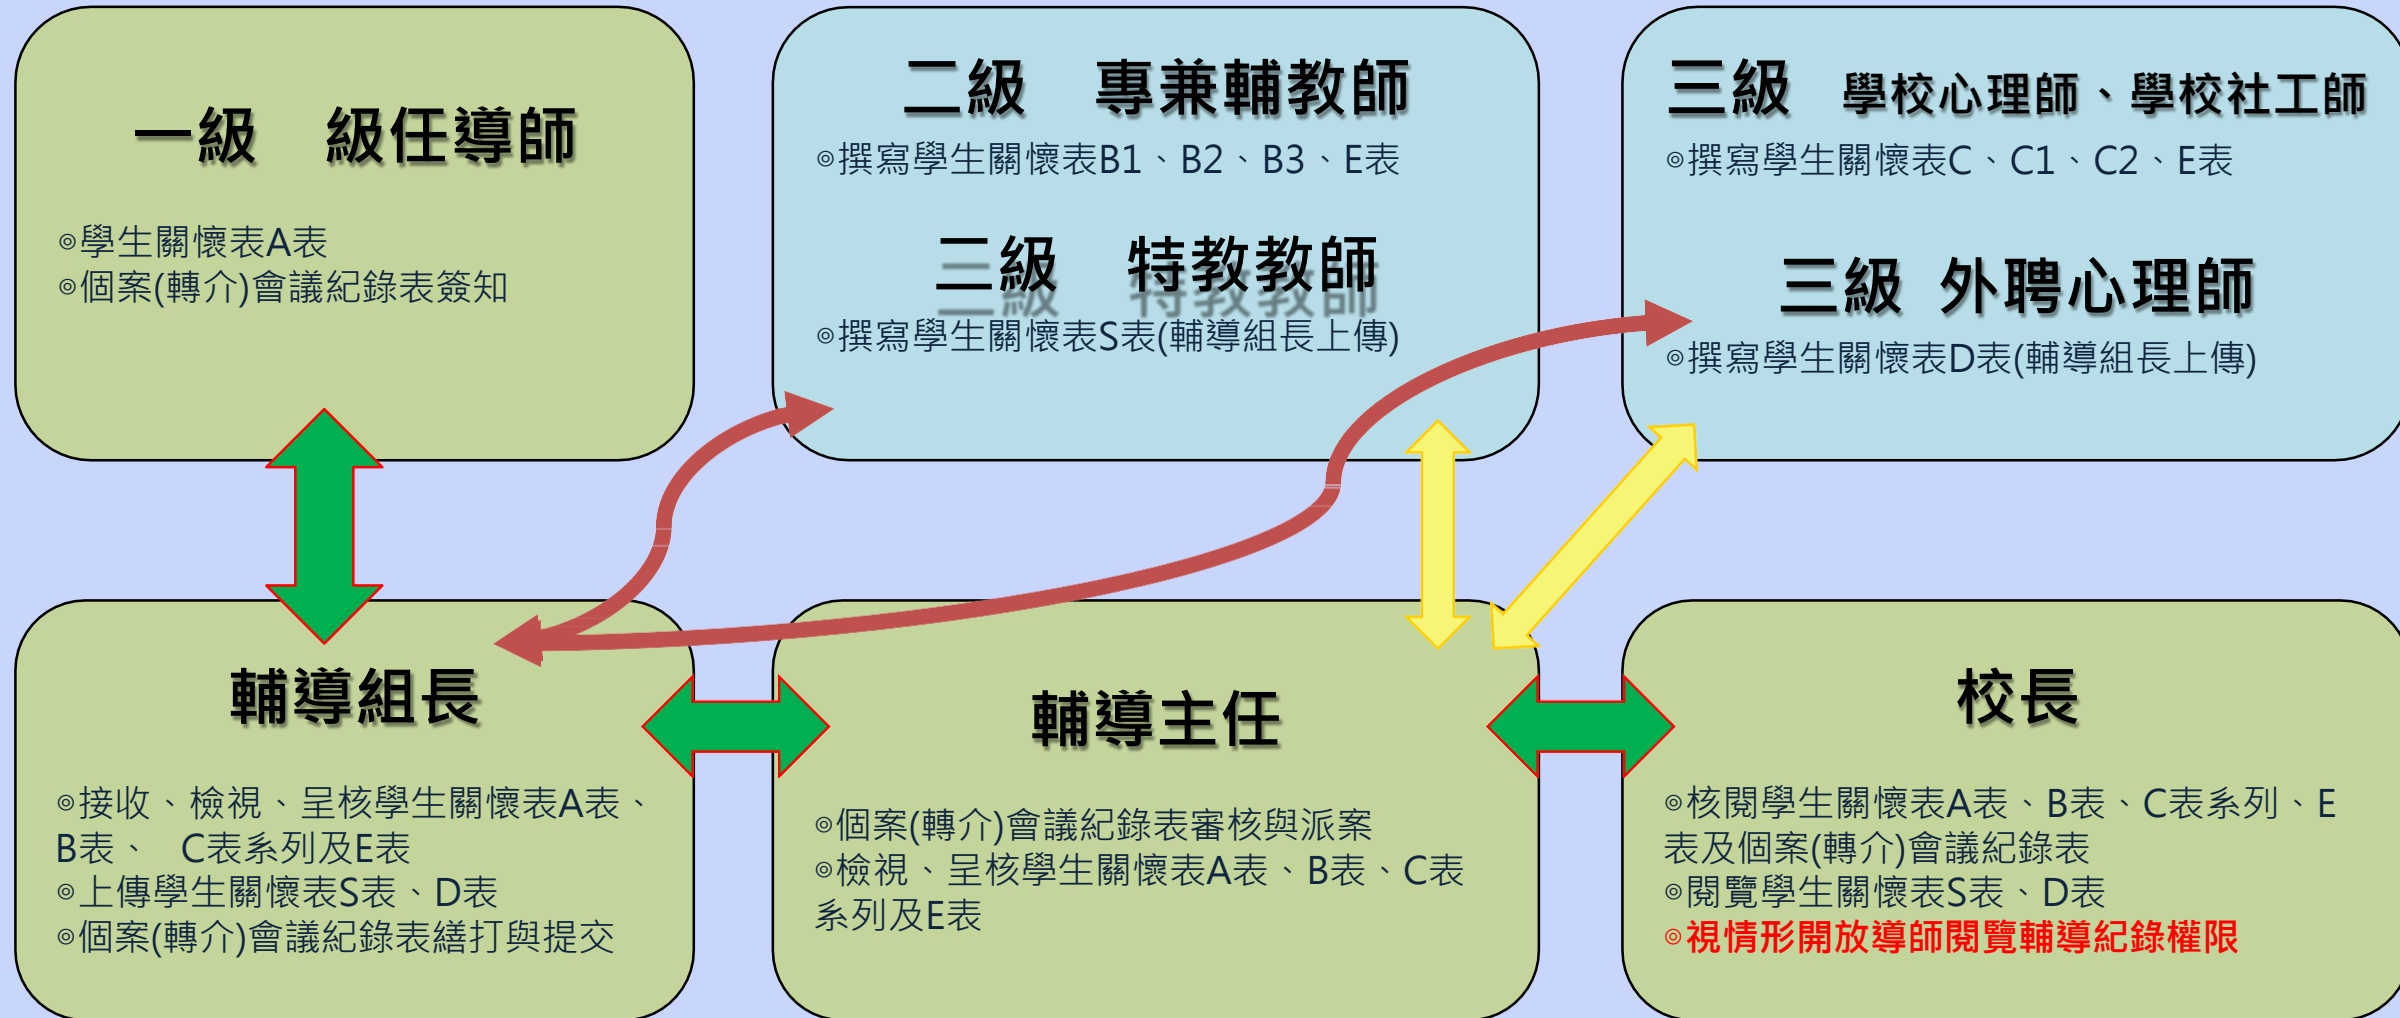 一級　級任導師
◎學生關懷表A表
◎個案(轉介)會議紀錄表簽知
二級　專兼輔教師
◎撰寫學生關懷表B1、B2、B3、E表
三級　特教教師
◎撰寫學生關懷表S表(輔導組長上傳)
三級　學校心理師、學校社工師
◎撰寫學生關懷表C、C1、C2、E表
三級 外聘心理師
◎撰寫學生關懷表D表(輔導組長上傳)
輔導組長
◎接收、檢視、呈核學生關懷表A表、
B表、　C表系列及E表
◎上傳學生關懷表S表、D表
◎個案(轉介)會議紀錄表繕打與提交
輔導主任
◎個案(轉介)會議紀錄表審核與派案
◎檢視、呈核學生關懷表A表、B表、C表
系列及E表
校長
◎核閱學生關懷表A表、B表、C表系列、E
表及個案(轉介)會議紀錄表
◎閱覽學生關懷表S表、D表
◎視情形開放導師閱覽輔導紀錄權限